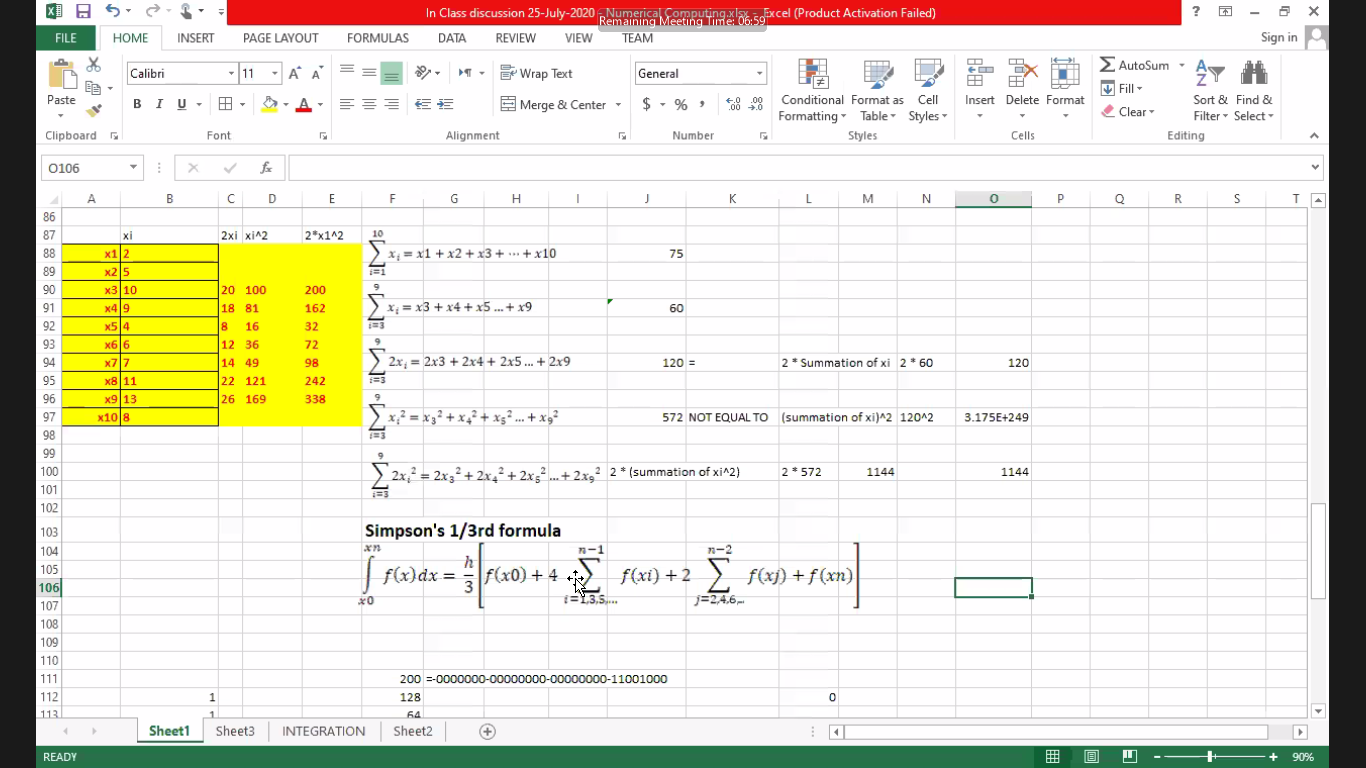 In Class discussion 25-July-2020 - Numerical Computing.xlsx - Excel (Product Activation Failed)
Remaining Meeting Time: 06:59
FILE HOME INSERT PAGE LAYOUT FORMULAS DATA REVIEW VIEW TEAM Sign in
Paste Calibri 11 Wrap Text General AutoSum
B I U Merge & Center $ % Conditional Formatting Format as Table Cell Styles Insert Delete Format Fill Clear Sort & Filter Find & Select
Clipboard Font Alignment Number Styles Cells Editing
O106 fx
A B C D E F G H I J K L M N O P Q R S T
86
87 xi 2xi xi^2 2*x1^2
88 x1 2 \sum_{i=1}^{10} x_i = x1 + x2 + x3 + ⋯ + x10 75
89 x2 5
90 x3 10 20 100 200
91 x4 9 18 81 162 \sum_{i=3}^{9} x_i = x3 + x4 + x5 … + x9 60
92 x5 4 8 16 32
93 x6 6 12 36 72
94 x7 7 14 49 98 \sum_{i=3}^{9} 2x_i = 2x3 + 2x4 + 2x5 … + 2x9 120 = 2 * Summation of xi 2 * 60 120
95 x8 11 22 121 242
96 x9 13 26 169 338
97 x10 8 \sum_{i=3}^{9} x_i^2 = x_3^2 + x_4^2 + x_5^2 … + x_9^2 572 NOT EQUAL TO (summation of xi)^2 120^2 3.175E+249
98
99
100 \sum_{i=3}^{9} 2x_i^2 = 2x_3^2 + 2x_4^2 + 2x_5^2 … + 2x_9^2 2 * (summation of xi^2) 2 * 572 1144 1144
101
102
103 Simpson's 1/3rd formula
104
105 \int_{x0}^{xn} f(x)dx = \frac{h}{3} [ f(x0) + 4 \sum_{i=1,3,5,...}^{n-1} f(xi) + 2 \sum_{j=2,4,6,..}^{n-2} f(xj) + f(xn) ]
106
107
108
109
110
111 200 =-0000000-00000000-00000000-11001000
112 1 128 0
113 1 64
Sheet1 Sheet3 INTEGRATION Sheet2
READY 90%